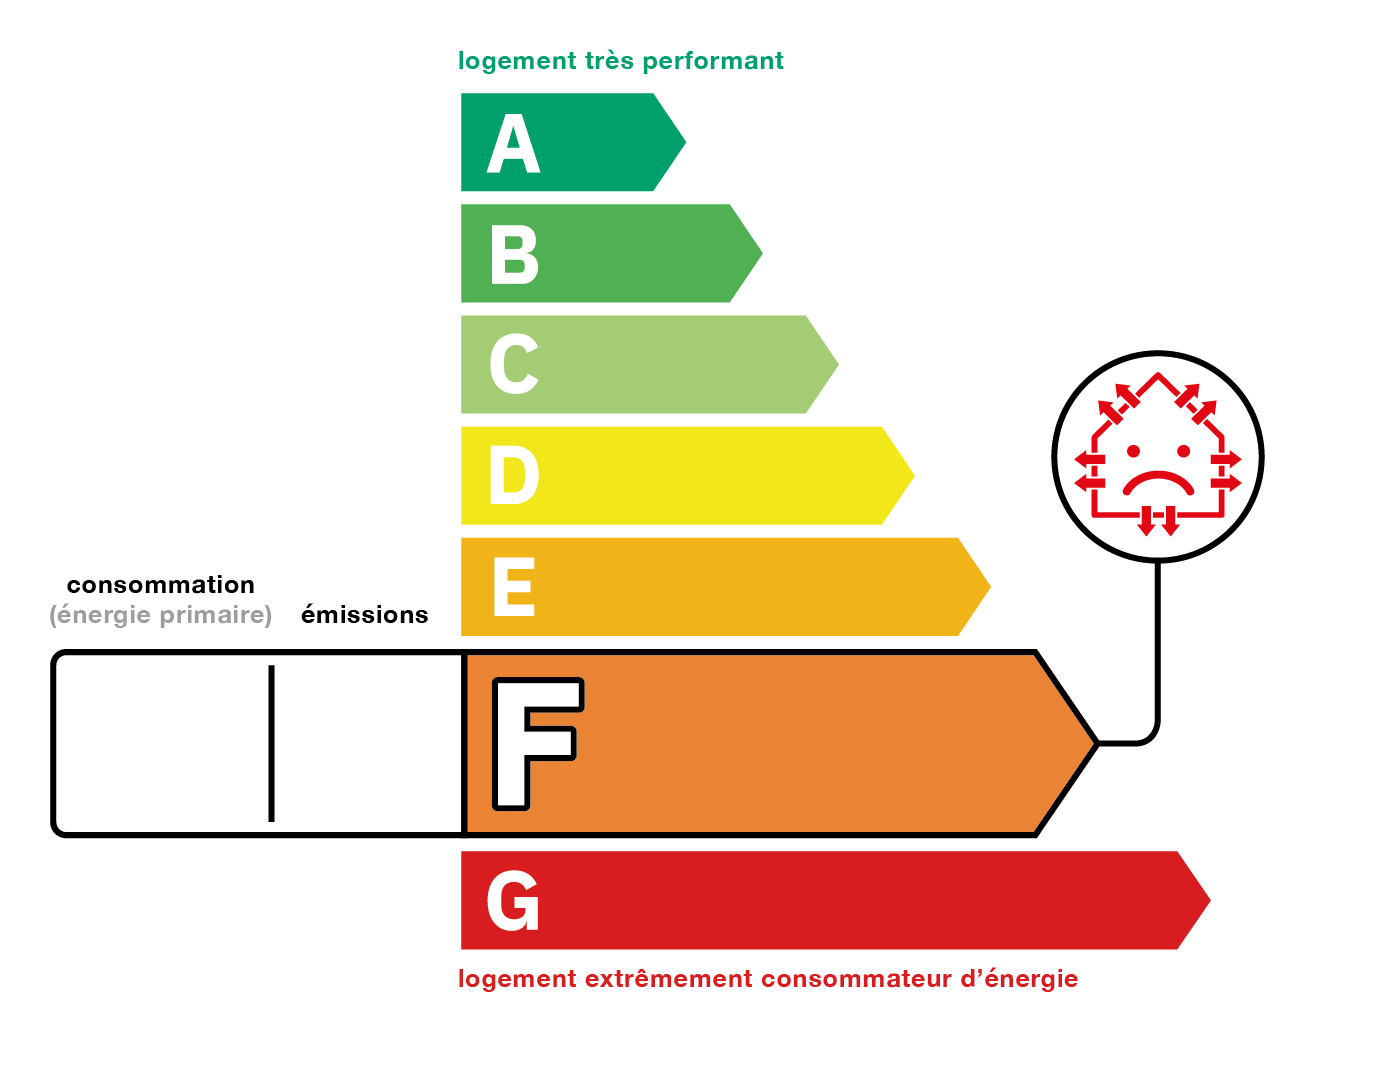 logement très performant
A
B
C
D
E
consommation
(énergie primaire) émissions
F
G
logement extrêmement consommateur d’énergie